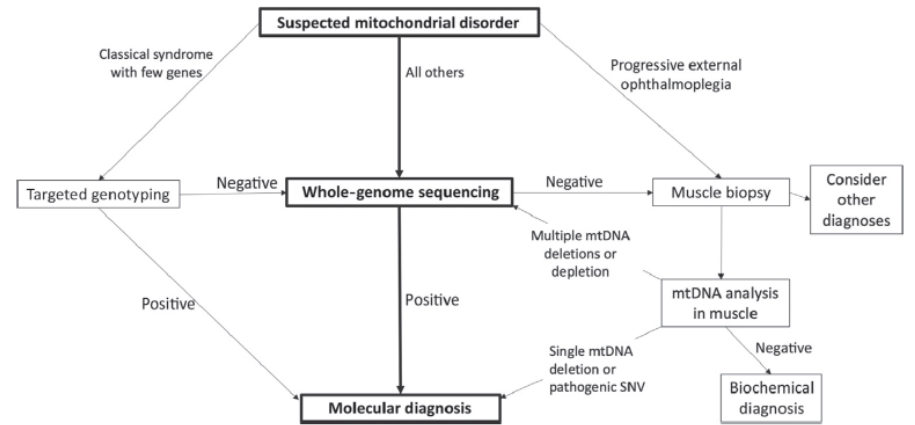 Suspected mitochondrial disorder
Classical syndrome
with few genes
All others
Progressive external
ophthalmoplegia
Targeted genotyping
Negative
Whole-genome sequencing
Negative
Muscle biopsy
Consider
other
diagnoses
Multiple mtDNA
deletions or
depletion
Positive
Positive
mtDNA analysis
in muscle
Single mtDNA
deletion or
pathogenic SNV
Negative
Molecular diagnosis
Biochemical
diagnosis